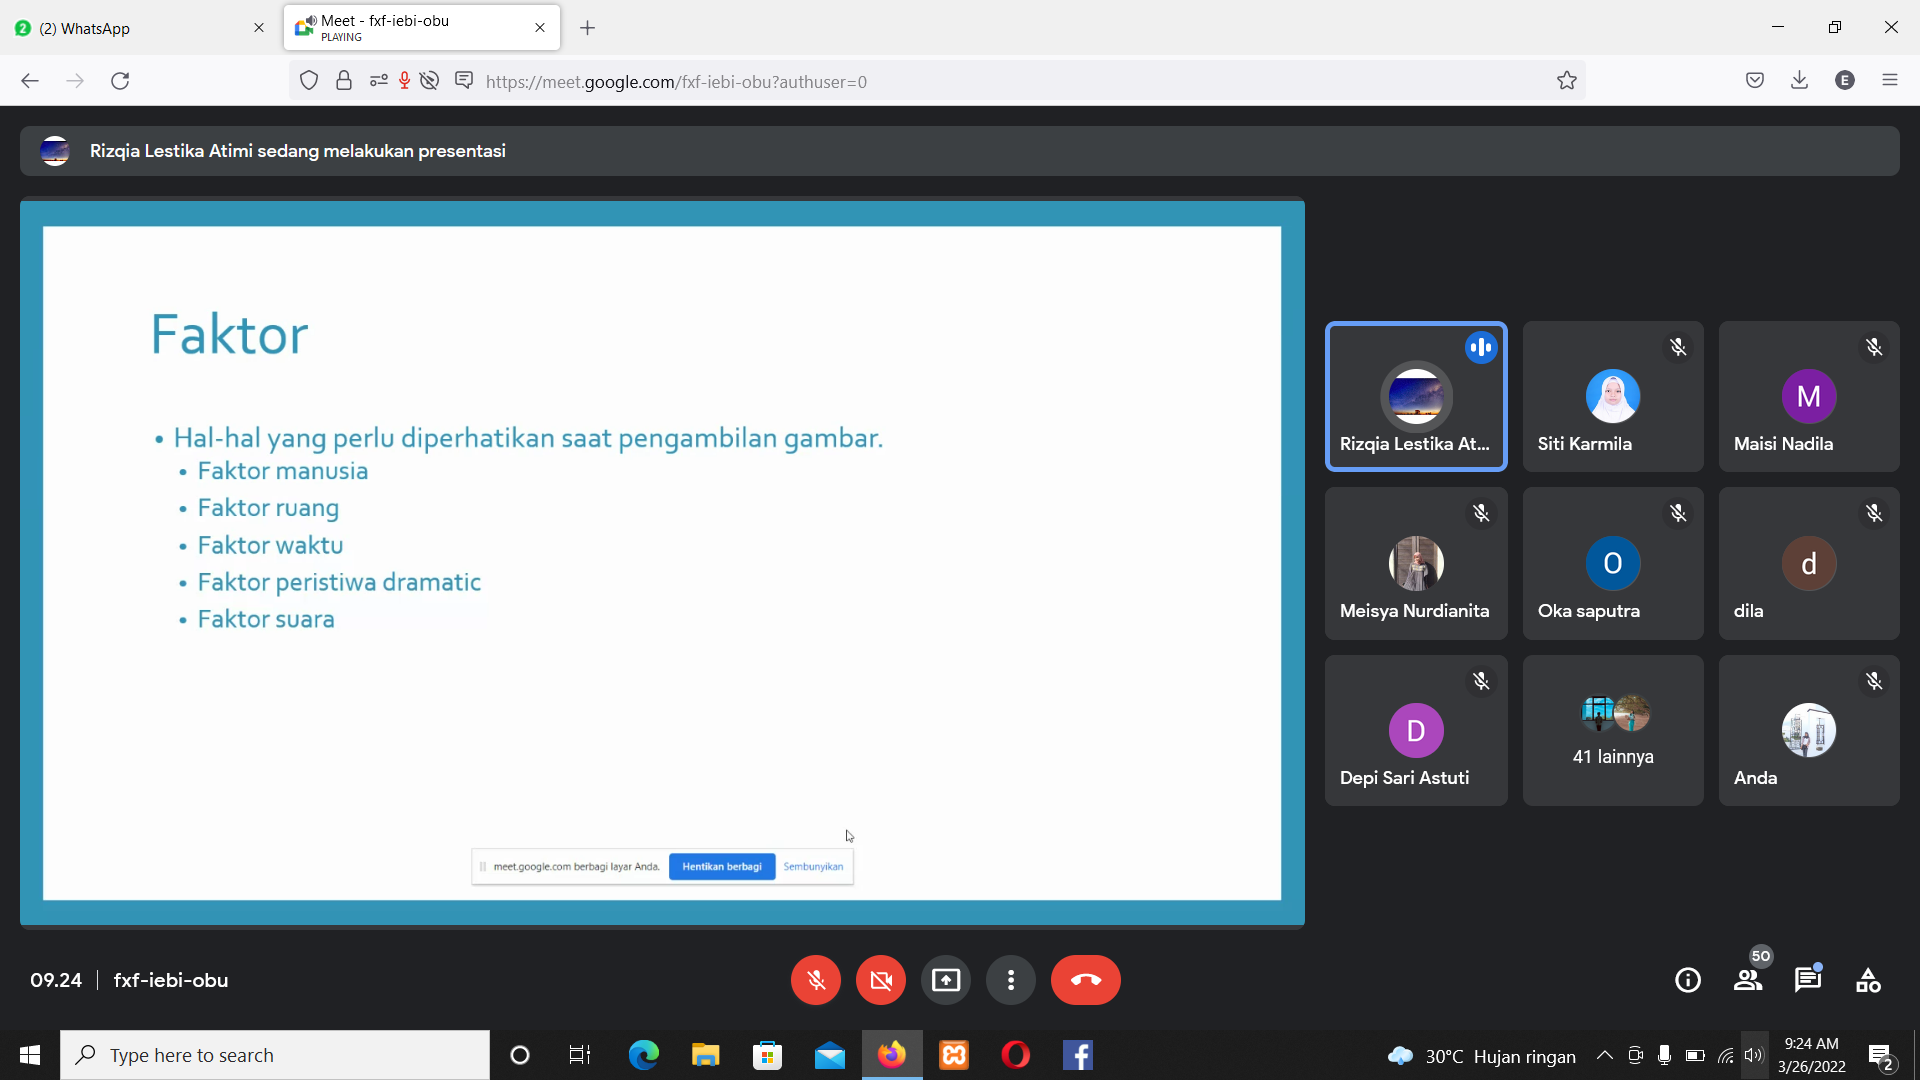 (2) WhatsApp
Meet - fxf-iebi-obu
PLAYING
https://meet.google.com/fxf-iebi-obu?authuser=0
E
Rizqia Lestika Atimi sedang melakukan presentasi
Faktor
• Hal-hal yang perlu diperhatikan saat pengambilan gambar.
• Faktor manusia
• Faktor ruang
• Faktor waktu
• Faktor peristiwa dramatic
• Faktor suara
meet.google.com berbagi layar Anda. Hentikan berbagi Sembunyikan
Rizqia Lestika At...
Siti Karmila
M
Maisi Nadila
Meisya Nurdianita
O
Oka saputra
d
dila
D
Depi Sari Astuti
41 lainnya
Anda
09.24 | fxf-iebi-obu
50
Type here to search
30°C Hujan ringan
9:24 AM
3/26/2022
2